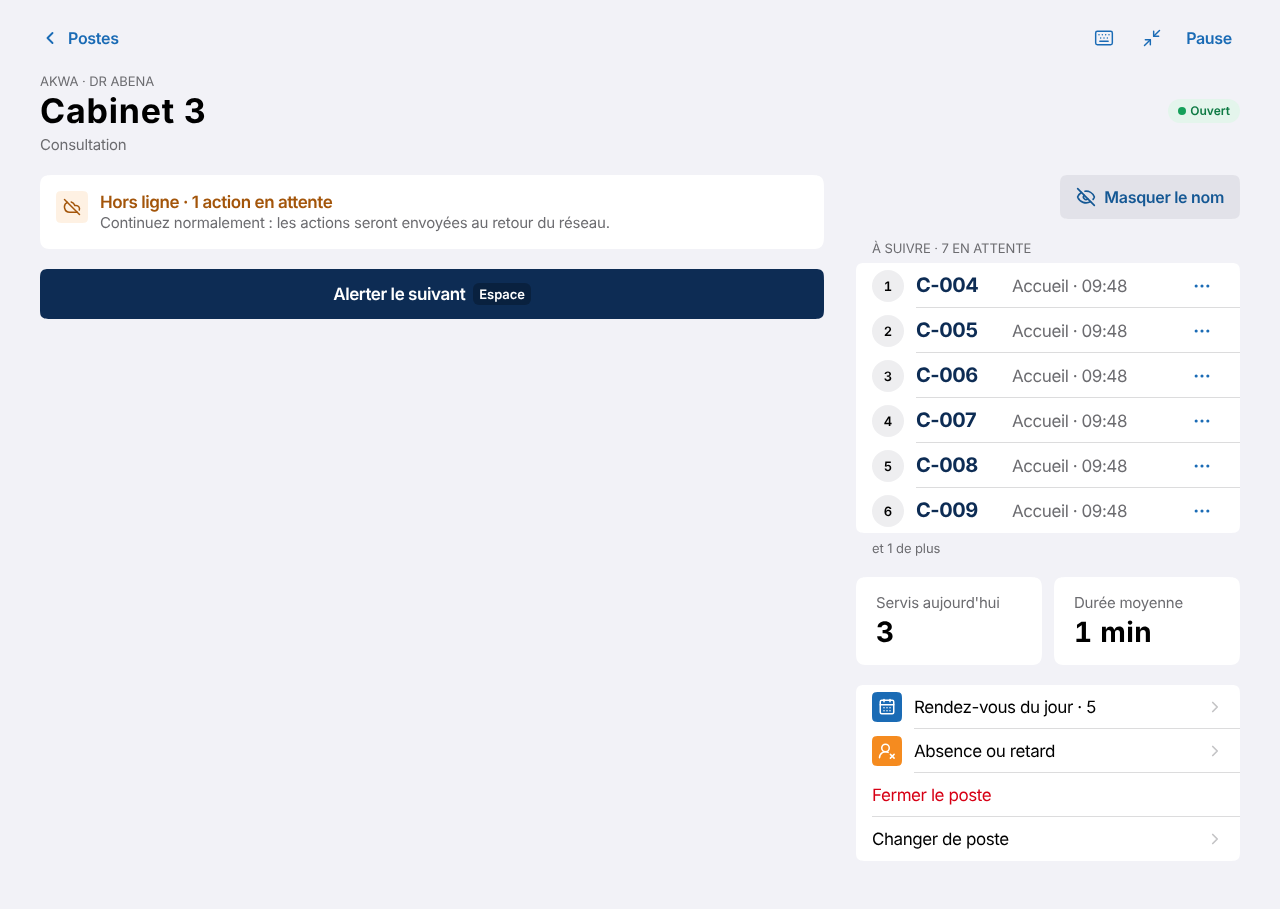 Postes
Pause
AKWA · DR ABENA
Cabinet 3
Ouvert
Consultation
Hors ligne · 1 action en attente
Continuez normalement : les actions seront envoyées au retour du réseau.
Alerter le suivant Espace
Masquer le nom
À SUIVRE · 7 EN ATTENTE
1 C-004 Accueil · 09:48
2 C-005 Accueil · 09:48
3 C-006 Accueil · 09:48
4 C-007 Accueil · 09:48
5 C-008 Accueil · 09:48
6 C-009 Accueil · 09:48
et 1 de plus
Servis aujourd'hui
3
Durée moyenne
1 min
Rendez-vous du jour · 5
Absence ou retard
Fermer le poste
Changer de poste